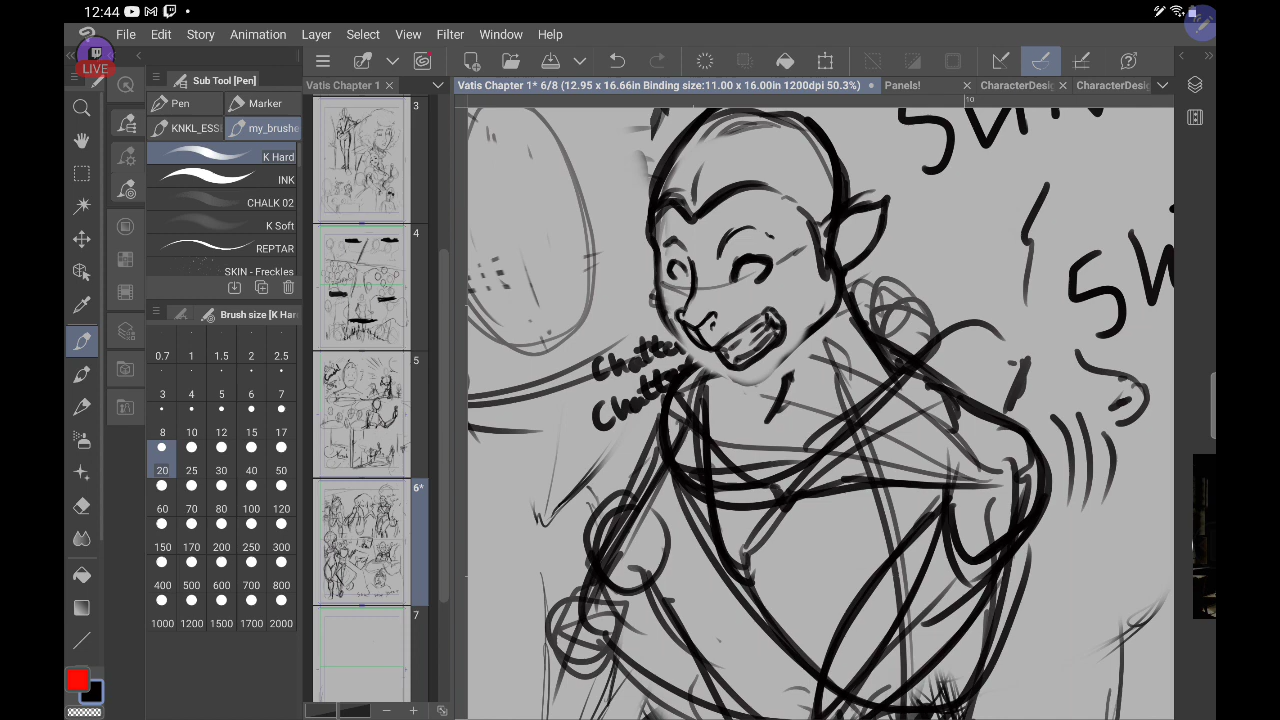 12:44
LIVE
File Edit Story Animation Layer Select View Filter Window Help
Sub Tool [Pen]
Vatis Chapter 1
Vatis Chapter 1* 6/8 (12.95 x 16.66in Binding size:11.00 x 16.00in 1200dpi 50.3%)
Panels!
CharacterDesig
CharacterDesig
Pen Marker
KNKL_ESS my_brushe
K Hard
INK
CHALK 02
K Soft
REPTAR
SKIN - Freckles
Brush size [K Har
0.7 1 1.5 2 2.5
3 4 5 6 7
8 10 12 15 17
20 25 30 40 50
60 70 80 100 120
150 170 200 250 300
400 500 600 700 800
1000 1200 1500 1700 2000
3
4
5
6*
7
10
Chatter
Chatter